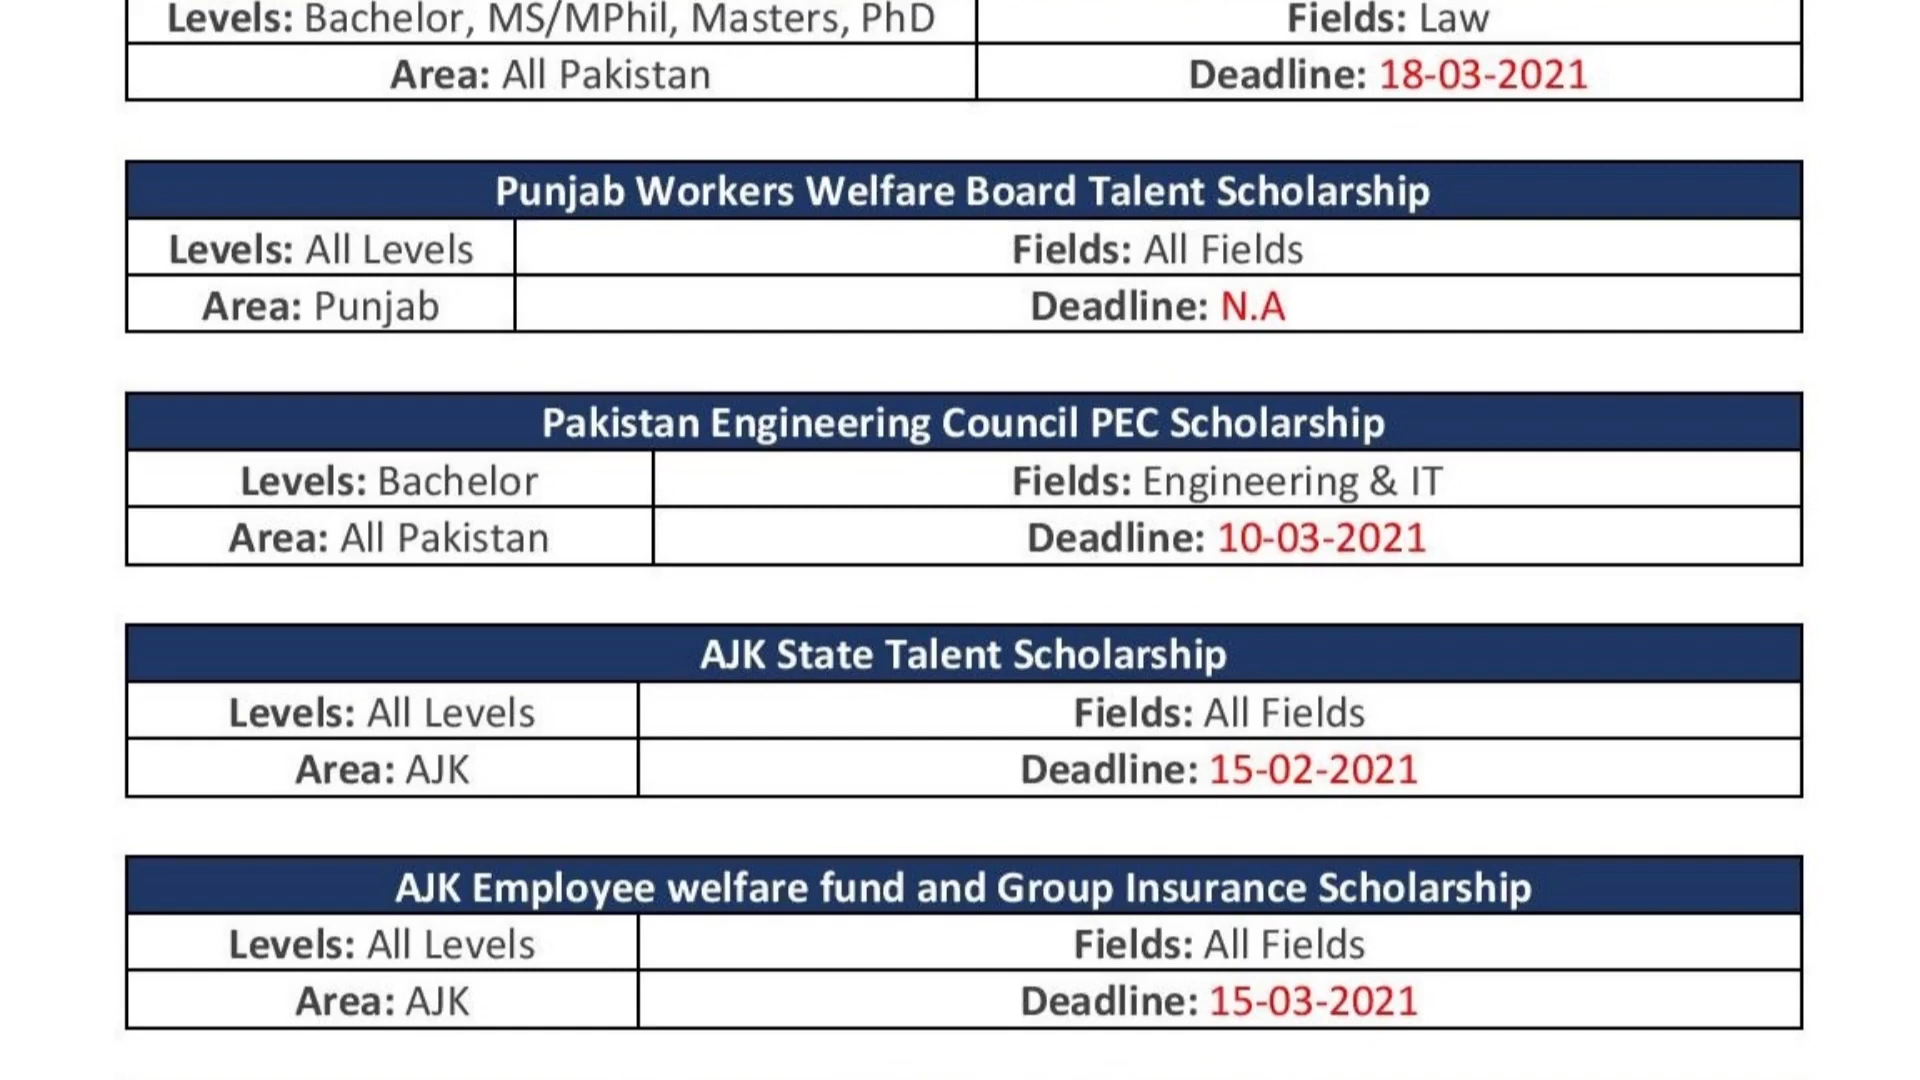 Levels: Bachelor, MS/MPhil, Masters, PhD
Fields: Law
Area: All Pakistan
Deadline: 18-03-2021
Punjab Workers Welfare Board Talent Scholarship
Levels: All Levels
Fields: All Fields
Area: Punjab
Deadline: N.A
Pakistan Engineering Council PEC Scholarship
Levels: Bachelor
Fields: Engineering & IT
Area: All Pakistan
Deadline: 10-03-2021
AJK State Talent Scholarship
Levels: All Levels
Fields: All Fields
Area: AJK
Deadline: 15-02-2021
AJK Employee welfare fund and Group Insurance Scholarship
Levels: All Levels
Fields: All Fields
Area: AJK
Deadline: 15-03-2021